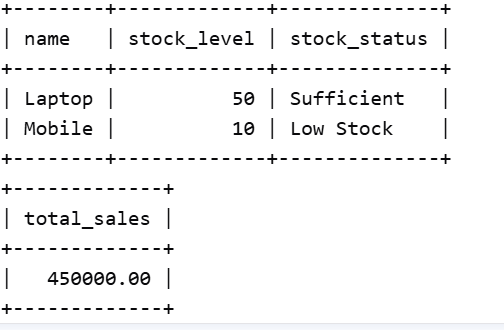 +--------+-------------+--------------+
| name   | stock_level | stock_status |
+--------+-------------+--------------+
| Laptop |          50 | Sufficient   |
| Mobile |          10 | Low Stock    |
+--------+-------------+--------------+
+-------------+
| total_sales |
+-------------+
|   450000.00 |
+-------------+